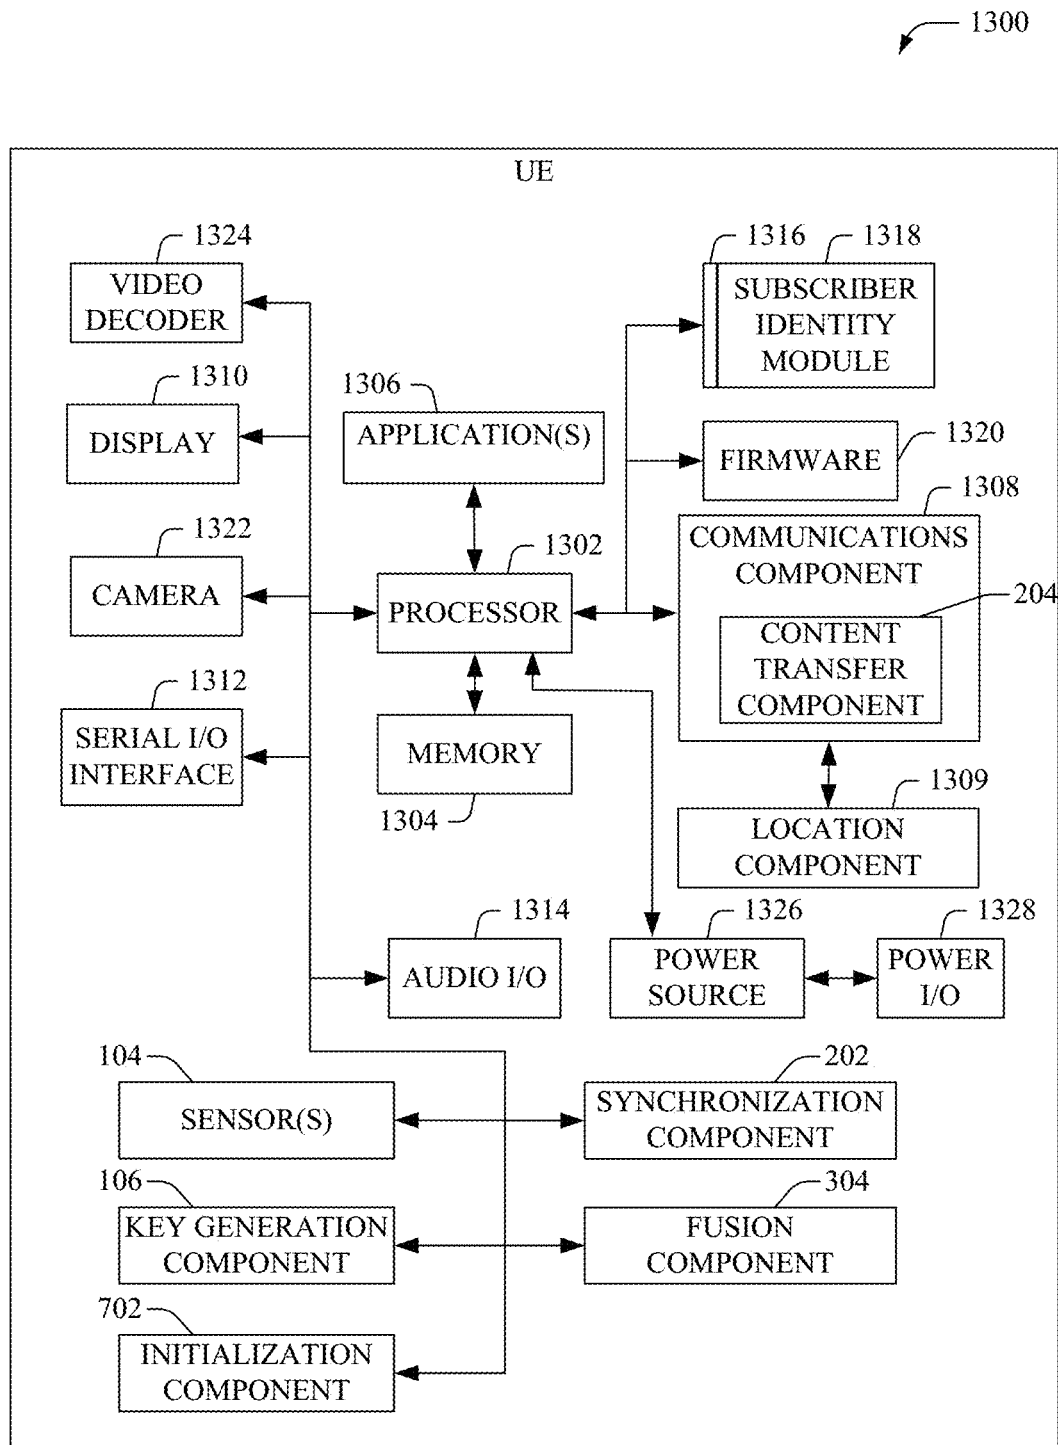 1300
UE
1324
VIDEO
DECODER
1316
1318
SUBSCRIBER
IDENTITY
MODULE
1310
DISPLAY
1306
APPLICATION(S)
1320
FIRMWARE
1322
CAMERA
1302
PROCESSOR
1308
COMMUNICATIONS
COMPONENT
204
CONTENT
TRANSFER
COMPONENT
1312
SERIAL I/O
INTERFACE
MEMORY
1304
1309
LOCATION
COMPONENT
1314
AUDIO I/O
1326
POWER
SOURCE
1328
POWER
I/O
104
SENSOR(S)
202
SYNCHRONIZATION
COMPONENT
106
KEY GENERATION
COMPONENT
304
FUSION
COMPONENT
702
INITIALIZATION
COMPONENT